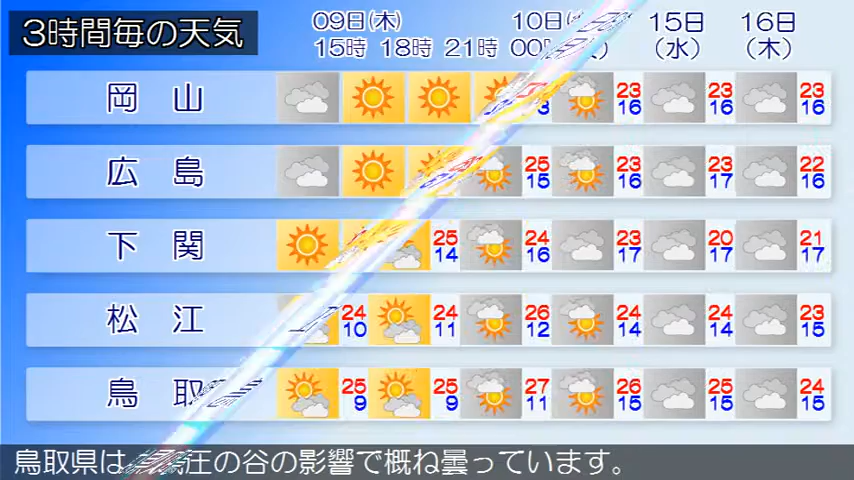 3時間毎の天気
09日(木) 10日 15日 16日
15時 18時 21時 00 (水) (木)
岡 山 23 16 23 16 23 16
広 島 25 15 23 16 23 17 22 16
下 関 25 14 24 16 23 17 20 17 21 17
松 江 24 10 24 11 26 12 24 14 24 14 23 15
鳥 取 25 9 25 9 27 11 26 15 25 15 24 15
鳥取県は 圧の谷の影響で概ね曇っています。